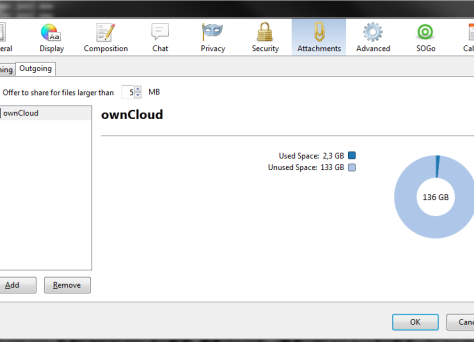 eral Display Composition Chat Privacy Security Attachments Advanced SOGo Cal
ning Outgoing
Offer to share for files larger than 5 MB
ownCloud
ownCloud
Used Space: 2,3 GB
Unused Space: 133 GB
136 GB
Add Remove
OK Canc